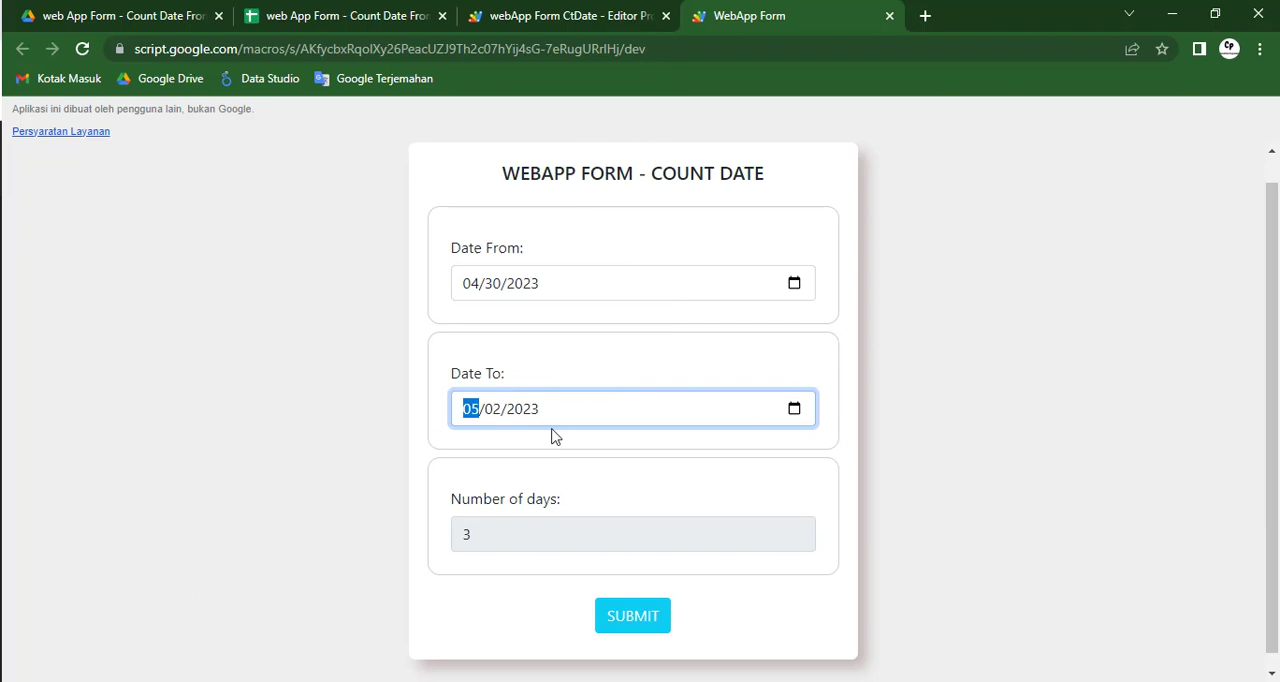 web App Form - Count Date Fro
web App Form - Count Date Fro
webApp Form CtDate - Editor Pr
WebApp Form
script.google.com/macros/s/AKfycbxRqolXy26PeacUZJ9Th2c07hYij4sG-7eRugURrIHj/dev
Cp
Kotak Masuk
Google Drive
Data Studio
Google Terjemahan
Aplikasi ini dibuat oleh pengguna lain, bukan Google.
Persyaratan Layanan
WEBAPP FORM - COUNT DATE
Date From:
04/30/2023
Date To:
05/02/2023
Number of days:
3
SUBMIT